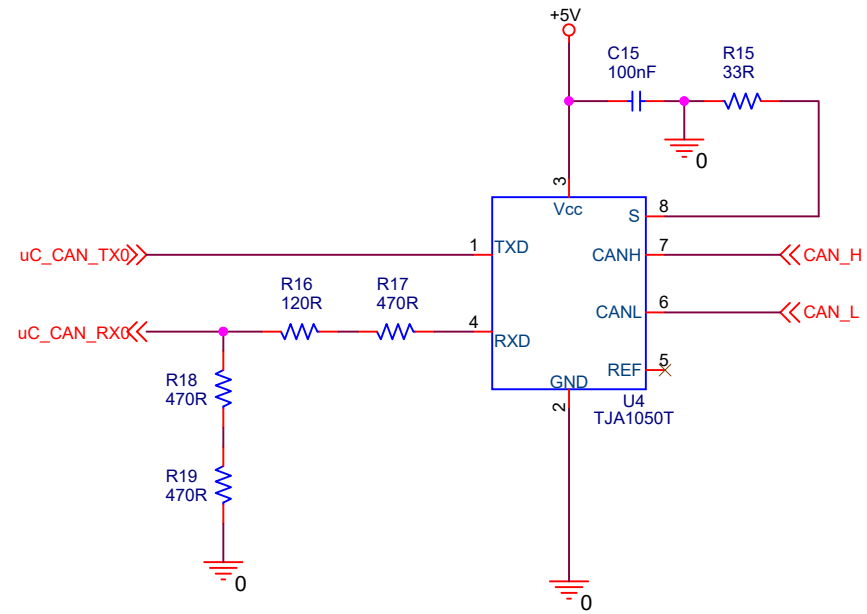 +5V
C15
100nF
R15
33R
0
3
Vcc
S
8
uC_CAN_TX0
1
TXD
CANH
7
CAN_H
R16
120R
R17
470R
uC_CAN_RX0
4
RXD
CANL
6
CAN_L
R18
470R
REF
5
GND
2
U4
TJA1050T
R19
470R
0
0